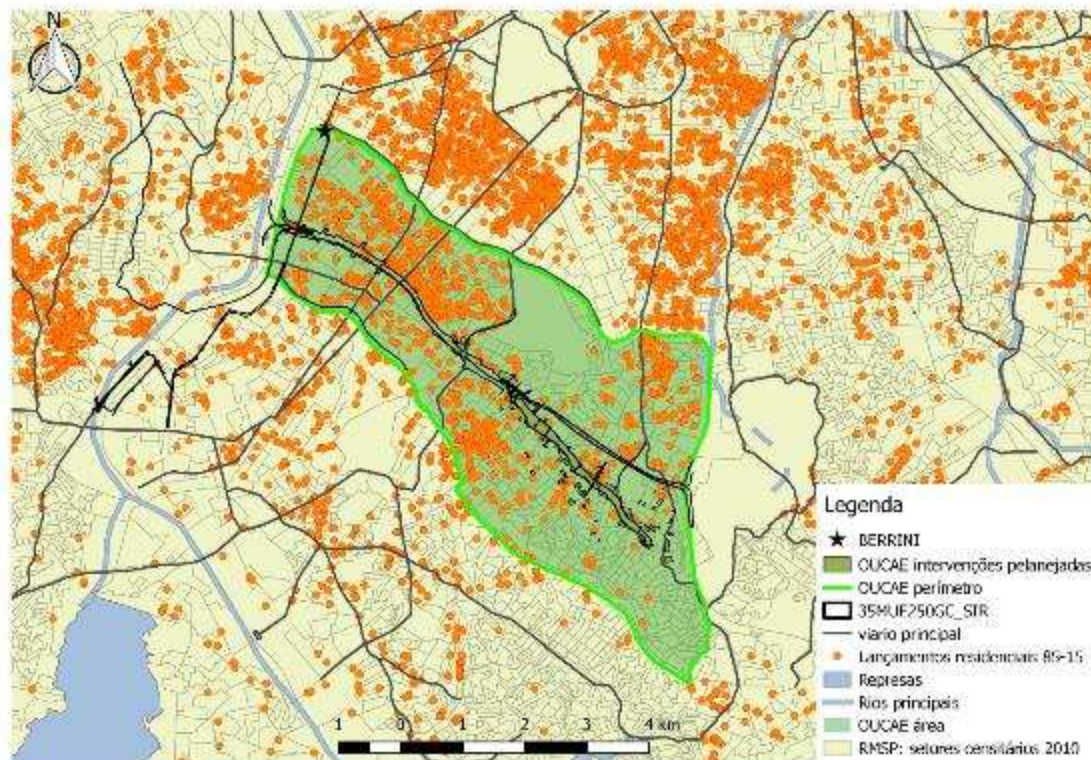 N
Legenda
BERRINI
OUCAE intervenções pelanejadas
OUCAE perímetro
35MUE250GC_SIR
viario principal
Lançamentos residenciais 85-15
Represas
Rios principais
OUCAE área
RMSP: setores censitários 2010
1 0 1 2 3 4 km